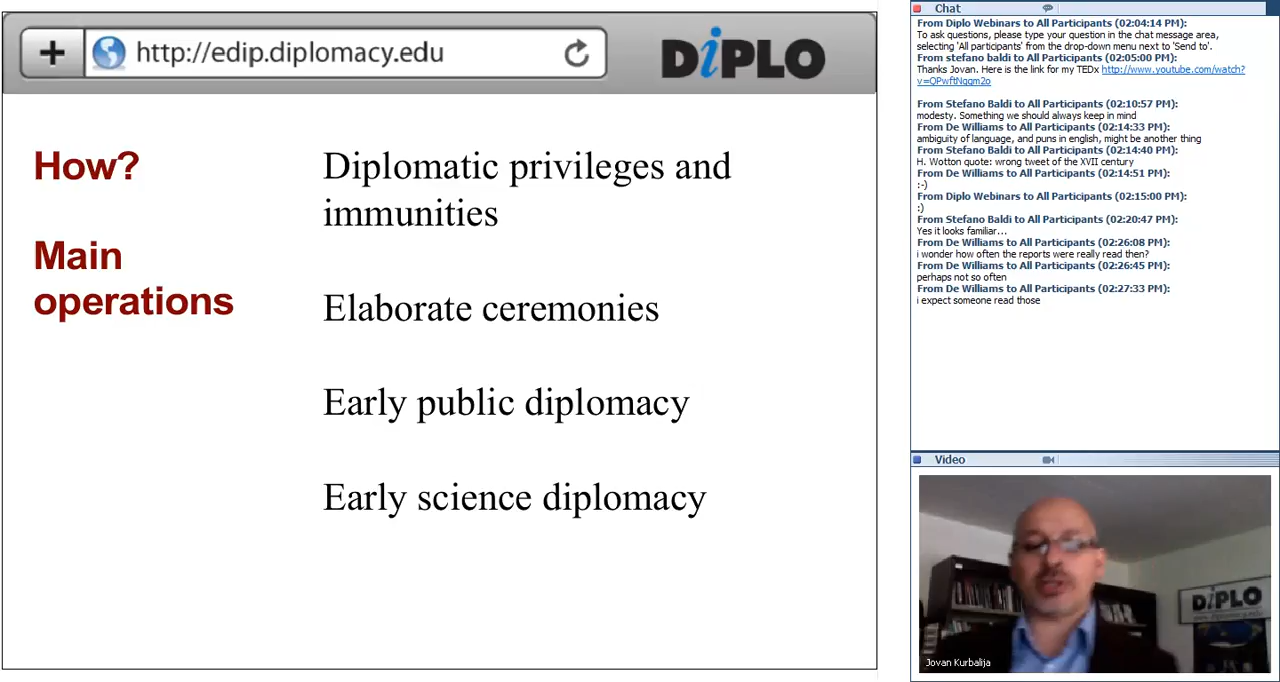 http://edip.diplomacy.edu
DiPLO
How?
Main
operations
Diplomatic privileges and
immunities
Elaborate ceremonies
Early public diplomacy
Early science diplomacy
Chat
From Diplo Webinars to All Participants (02:04:14 PM):
To ask questions, please type your question in the chat message area,
selecting 'All participants' from the drop-down menu next to 'Send to'.
From stefano baldi to All Participants (02:05:00 PM):
Thanks Jovan. Here is the link for my TEDx http://www.youtube.com/watch?
v=QPwftNgqm2o
From Stefano Baldi to All Participants (02:10:57 PM):
modesty. Something we should always keep in mind
From De Williams to All Participants (02:14:33 PM):
ambiguity of language, and puns in english, might be another thing
From Stefano Baldi to All Participants (02:14:40 PM):
H. Wotton quote: wrong tweet of the XVII century
From De Williams to All Participants (02:14:51 PM):
:-)
From Diplo Webinars to All Participants (02:15:00 PM):
:)
From Stefano Baldi to All Participants (02:20:47 PM):
Yes it looks familiar...
From De Williams to All Participants (02:26:08 PM):
i wonder how often the reports were really read then?
From De Williams to All Participants (02:26:45 PM):
perhaps not so often
From De Williams to All Participants (02:27:33 PM):
i expect someone read those
Video
DiPLO
Jovan Kurbalija